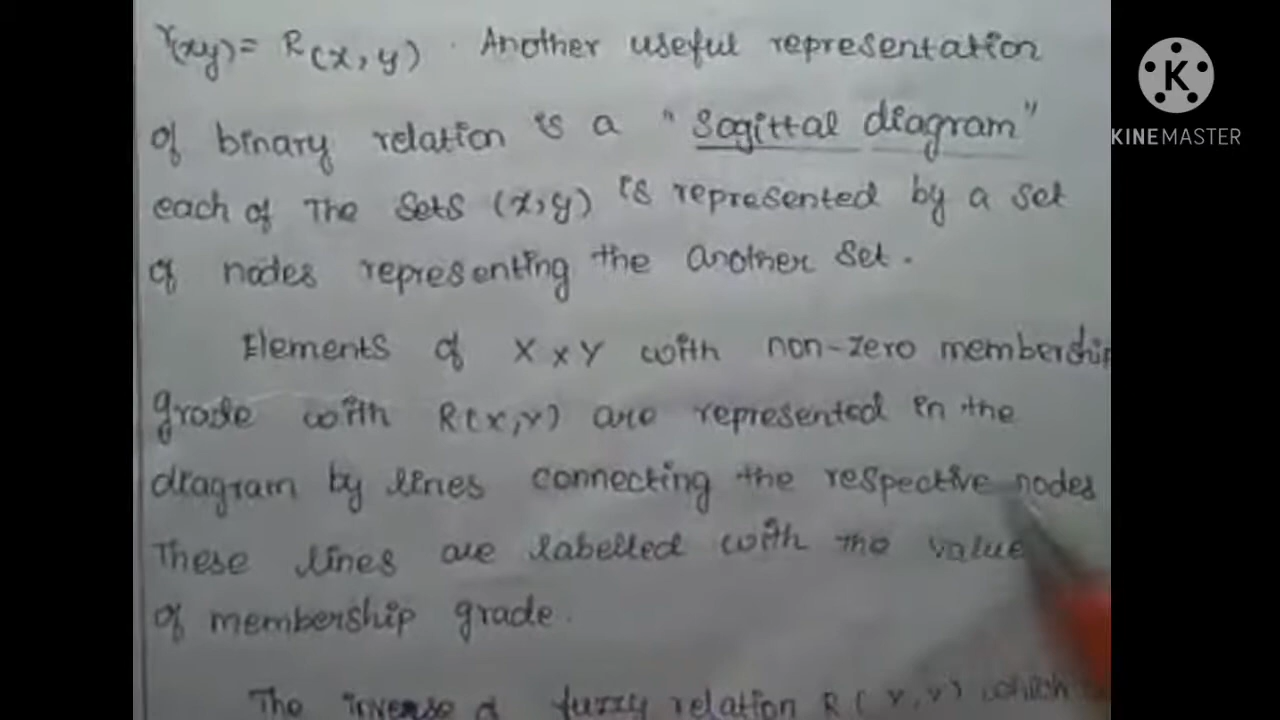 r(xy) = R(x, y). Another useful representation
of binary relation is a "Sagittal diagram"
each of The Sets (x,y) is represented by a set
of nodes representing the another set.
Elements of X x Y with non-zero membership
grade with R(x,y) are represented in the
diagram by lines connecting the respective nodes
These lines are labelled with the value
of membership grade.
The inverse of fuzzy relation R(x,y) which
K
KINEMASTER